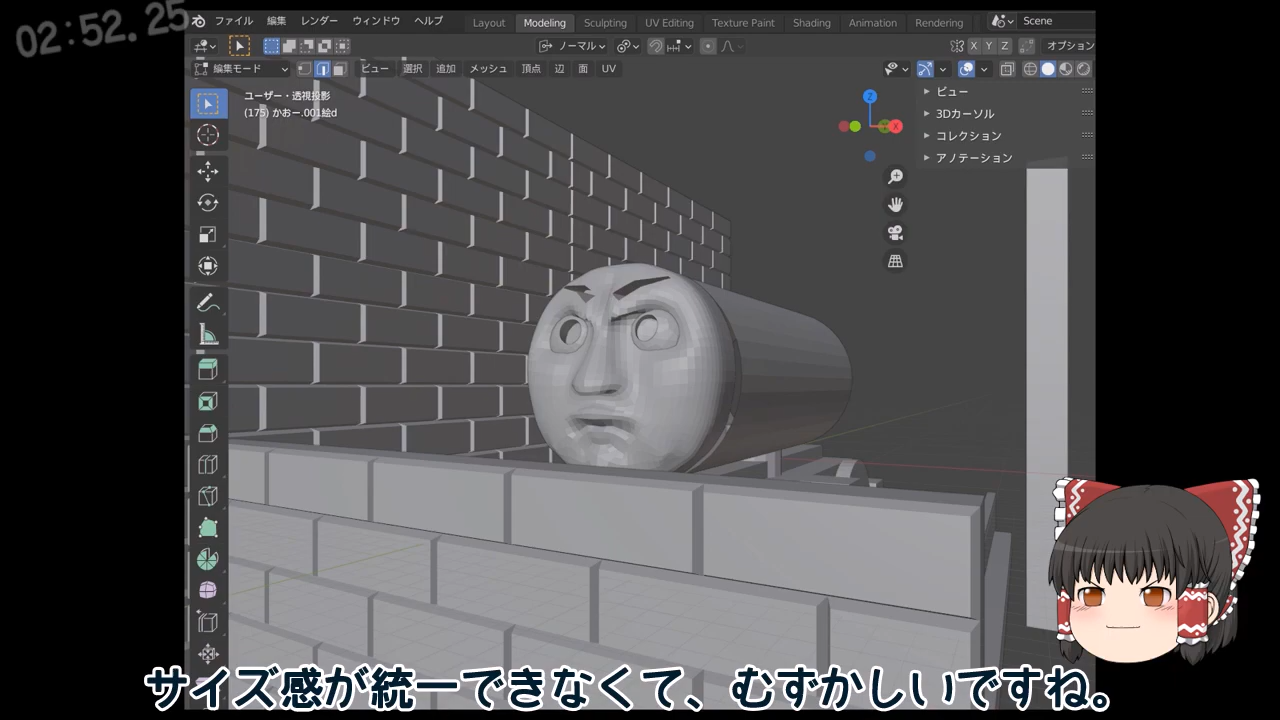 02:52.25
ファイル 編集 レンダー ウィンドウ ヘルプ Layout Modeling Sculpting UV Editing Texture Paint Shading Animation Rendering Scene
ノーマル X Y Z オプション
編集モード ビュー 選択 追加 メッシュ 頂点 辺 面 UV
ユーザー・透視投影
(175) かおー.001絵d
Z
X
ビュー
3Dカーソル
コレクション
アノテーション
サイズ感が統一できなくて、むずかしいですね。